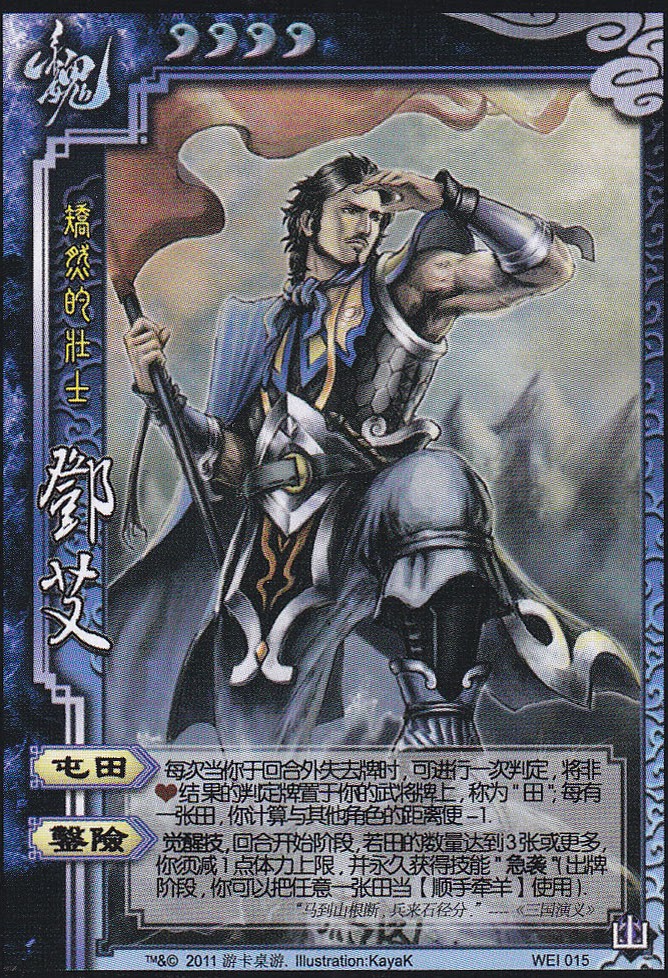 魏
矯然的壯士
鄧艾
屯田
每次当你于回合外失去牌时, 可进行一次判定, 将非
❤结果的判定牌置于你的武将牌上, 称为"田"; 每有
一张田, 你计算与其他角色的距离便 -1.
鑿險
觉醒技, 回合开始阶段, 若田的数量达到3张或更多,
你须减1点体力上限, 并永久获得技能"急袭"(出牌
阶段, 你可以把任意一张田当【顺手牵羊】使用).
"马到山根断, 兵来石径分." ---- 《三国演义》
山
™&© 2011 游卡桌游. Illustration:KayaK
WEI 015